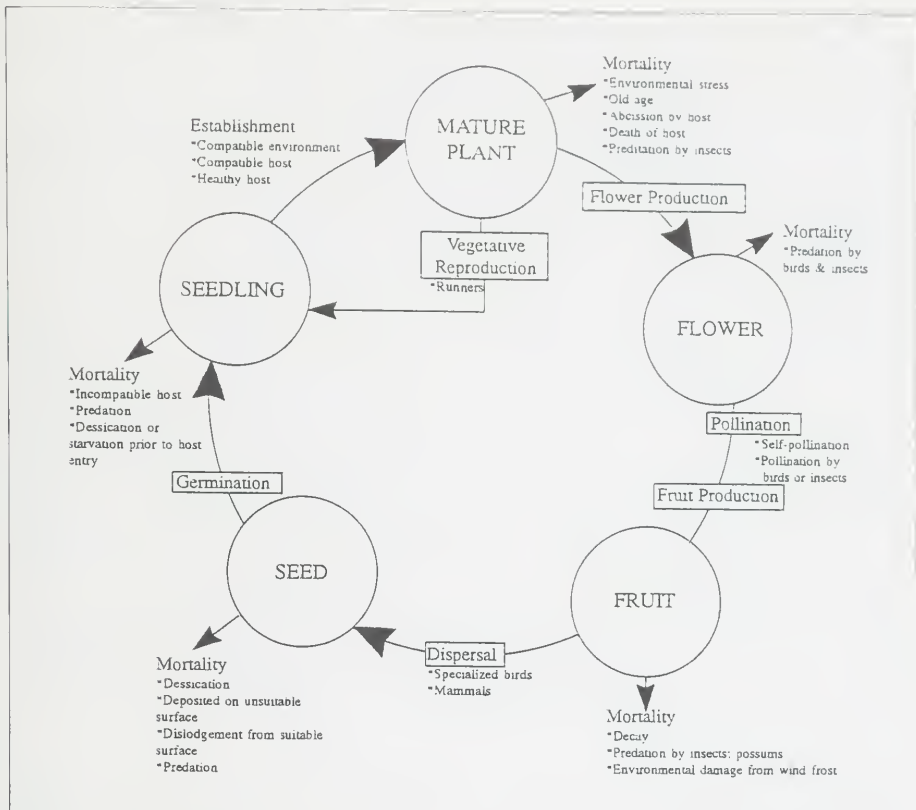 Mortality
*Environmental stress
*Old age
*Abcission by host
*Death of host
*Preditation by insects
MATURE
PLANT
Establishment
*Compatible environment
*Compatible host
*Healthy host
Flower Production
Mortality
*Predation by
birds & insects
Vegetative
Reproduction
*Runners
SEEDLING
FLOWER
Mortality
*Incompatible host
*Predation
*Dessication or
starvation prior to host
entry
Pollination
*Self-pollination
*Pollination by
birds or insects
Germination
Fruit Production
SEED
FRUIT
Dispersal
*Specialized birds
*Mammals
Mortality
*Dessication
*Deposited on unsuitable
surface
*Dislodgement from suitable
surface
*Predation
Mortality
*Decay
*Predation by insects; possums
*Environmental damage from wind frost